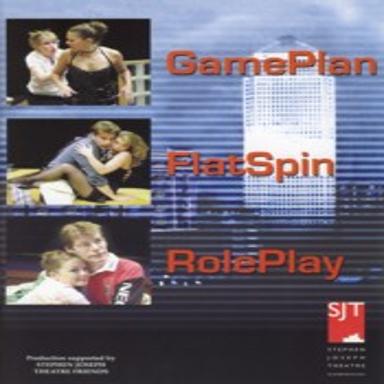 GamePlan
FlatSpin
RolePlay
SJT
STEPHEN
JOSEPH
THEATRE
Production supported by
STEPHEN JOSEPH
THEATRE FRIENDS